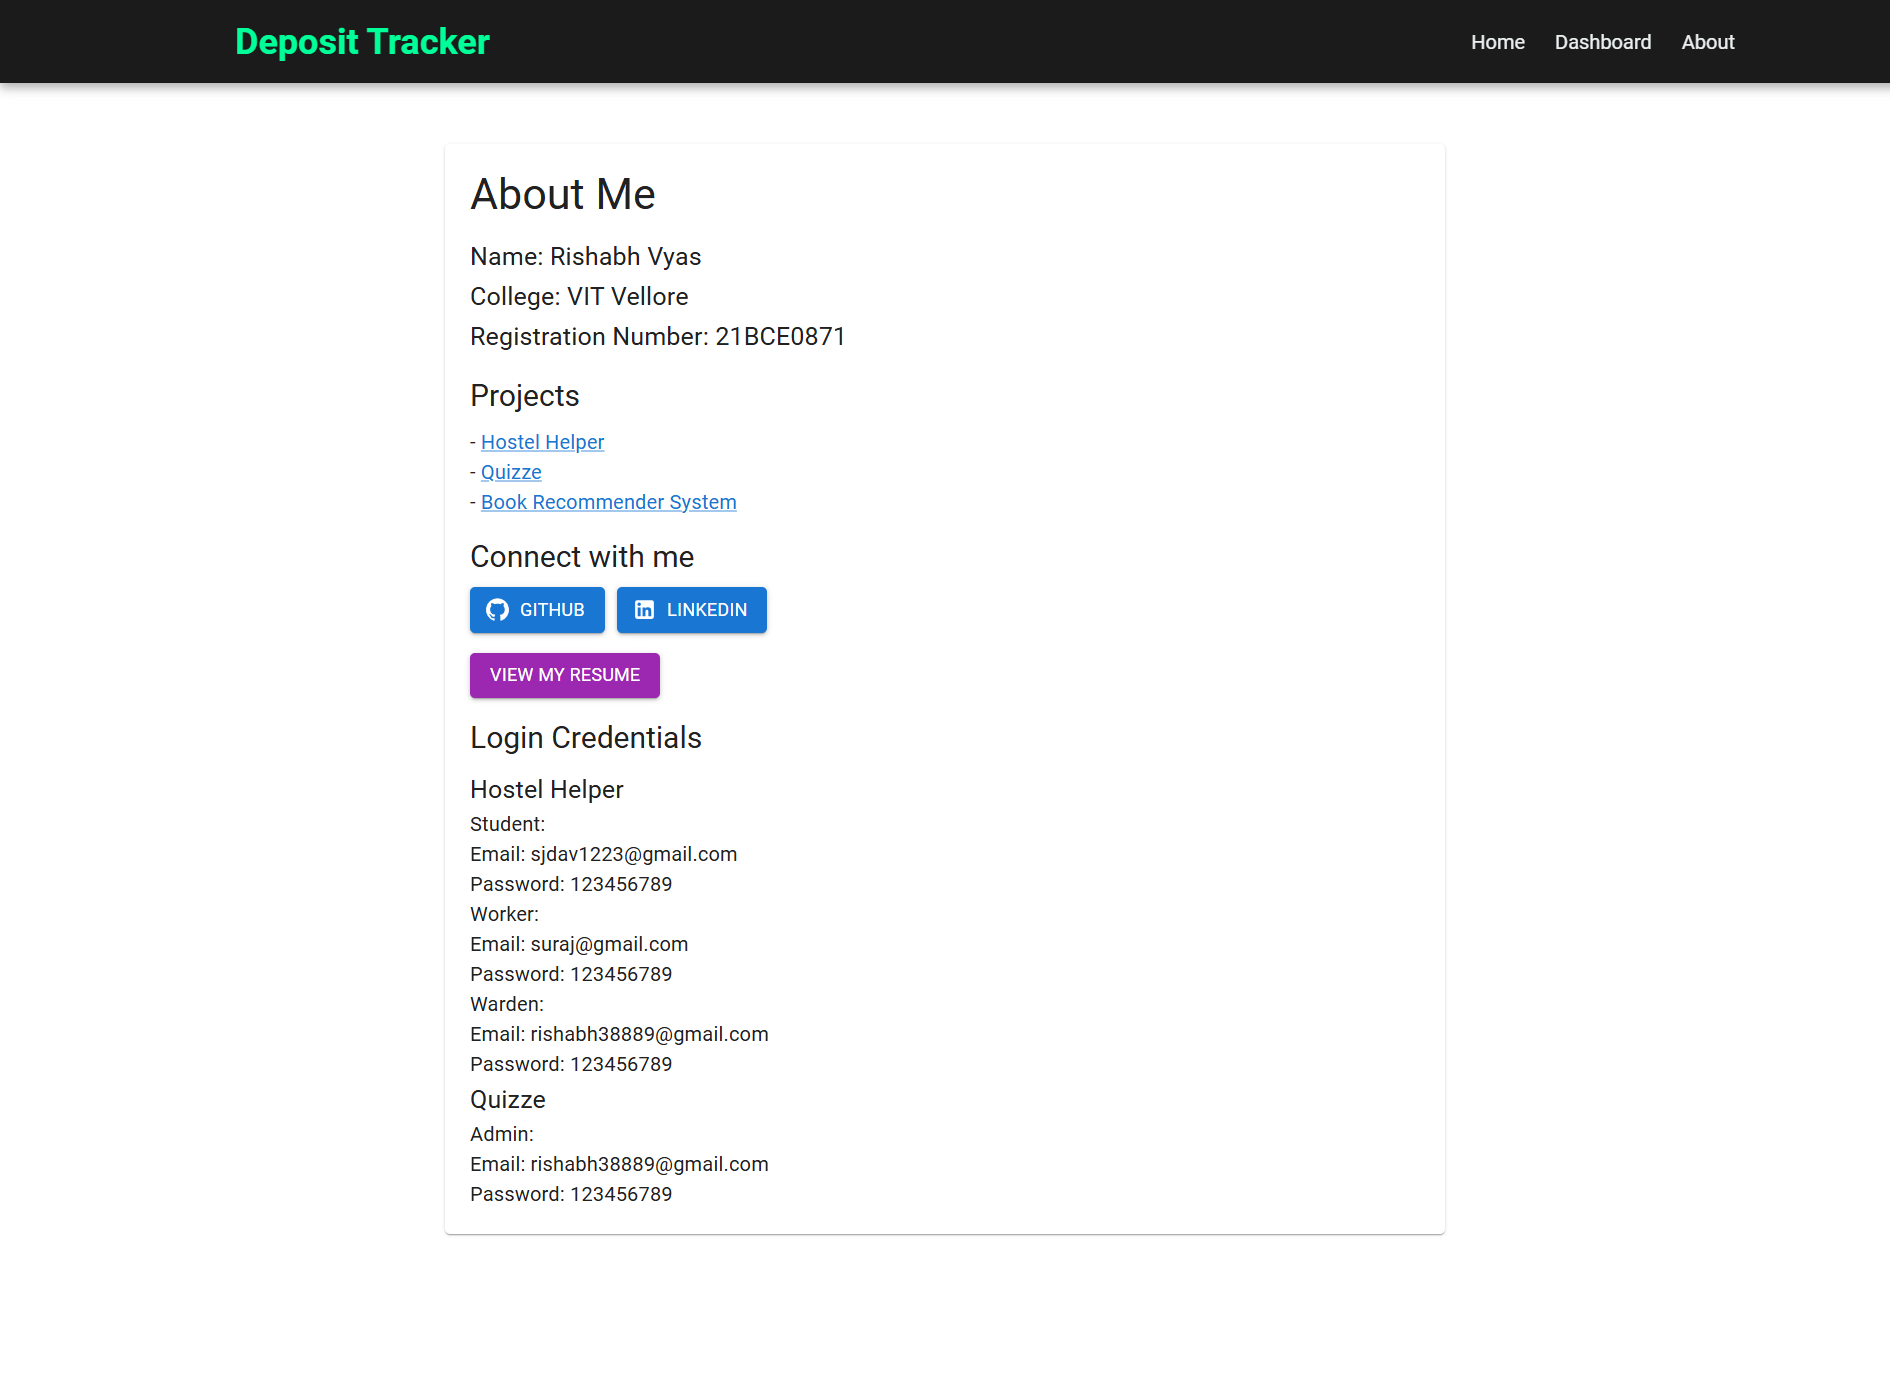 Deposit Tracker
Home Dashboard About
About Me
Name: Rishabh Vyas
College: VIT Vellore
Registration Number: 21BCE0871
Projects
- Hostel Helper
- Quizze
- Book Recommender System
Connect with me
GITHUB LINKEDIN
VIEW MY RESUME
Login Credentials
Hostel Helper
Student:
Email: sjdav1223@gmail.com
Password: 123456789
Worker:
Email: suraj@gmail.com
Password: 123456789
Warden:
Email: rishabh38889@gmail.com
Password: 123456789
Quizze
Admin:
Email: rishabh38889@gmail.com
Password: 123456789